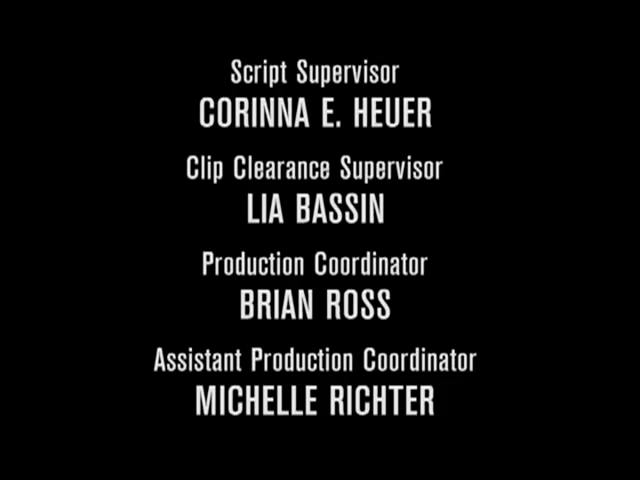 Script Supervisor
CORINNA E. HEUER
Clip Clearance Supervisor
LIA BASSIN
Production Coordinator
BRIAN ROSS
Assistant Production Coordinator
MICHELLE RICHTER